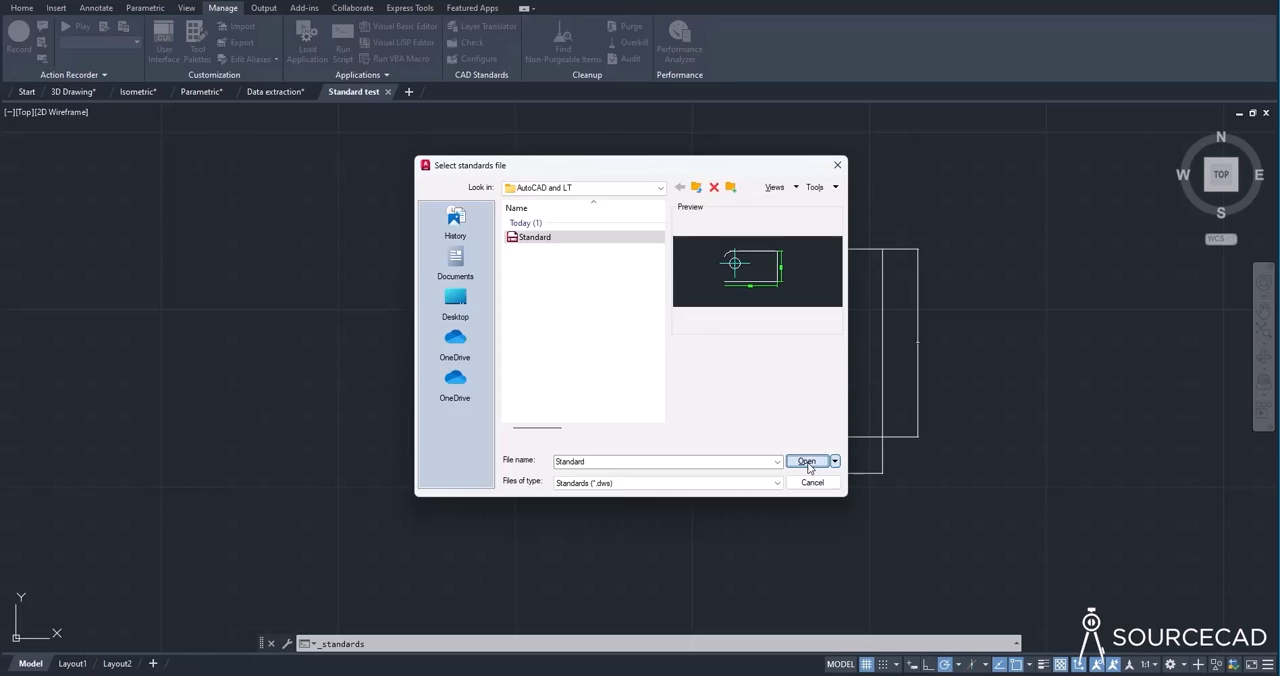 Home Insert Annotate Parametric View Manage Output Add-ins Collaborate Express Tools Featured Apps
Record
Play
CUI
User
Interface
Tool
Palettes
Import
Export
Edit Aliases
Load
Application
Run
Script
Visual Basic Editor
Visual LISP Editor
Run VBA Macro
Layer Translator
Check
Configure
Find
Non-Purgeable Items
Purge
Overkill
Audit
Performance
Analyzer
Action Recorder Customization Applications CAD Standards Cleanup Performance
Start 3D Drawing* Isometric* Parametric* Data extraction* Standard test
[−][Top][2D Wireframe]
N
W TOP E
S
WCS
Select standards file
Look in: AutoCAD and LT Views Tools
History
Documents
Desktop
OneDrive
OneDrive
Name
Today (1)
Standard
Preview
File name: Standard Open
Files of type: Standards (*.dws) Cancel
Y
X
_standards
SOURCECAD
Model Layout1 Layout2
MODEL 1:1